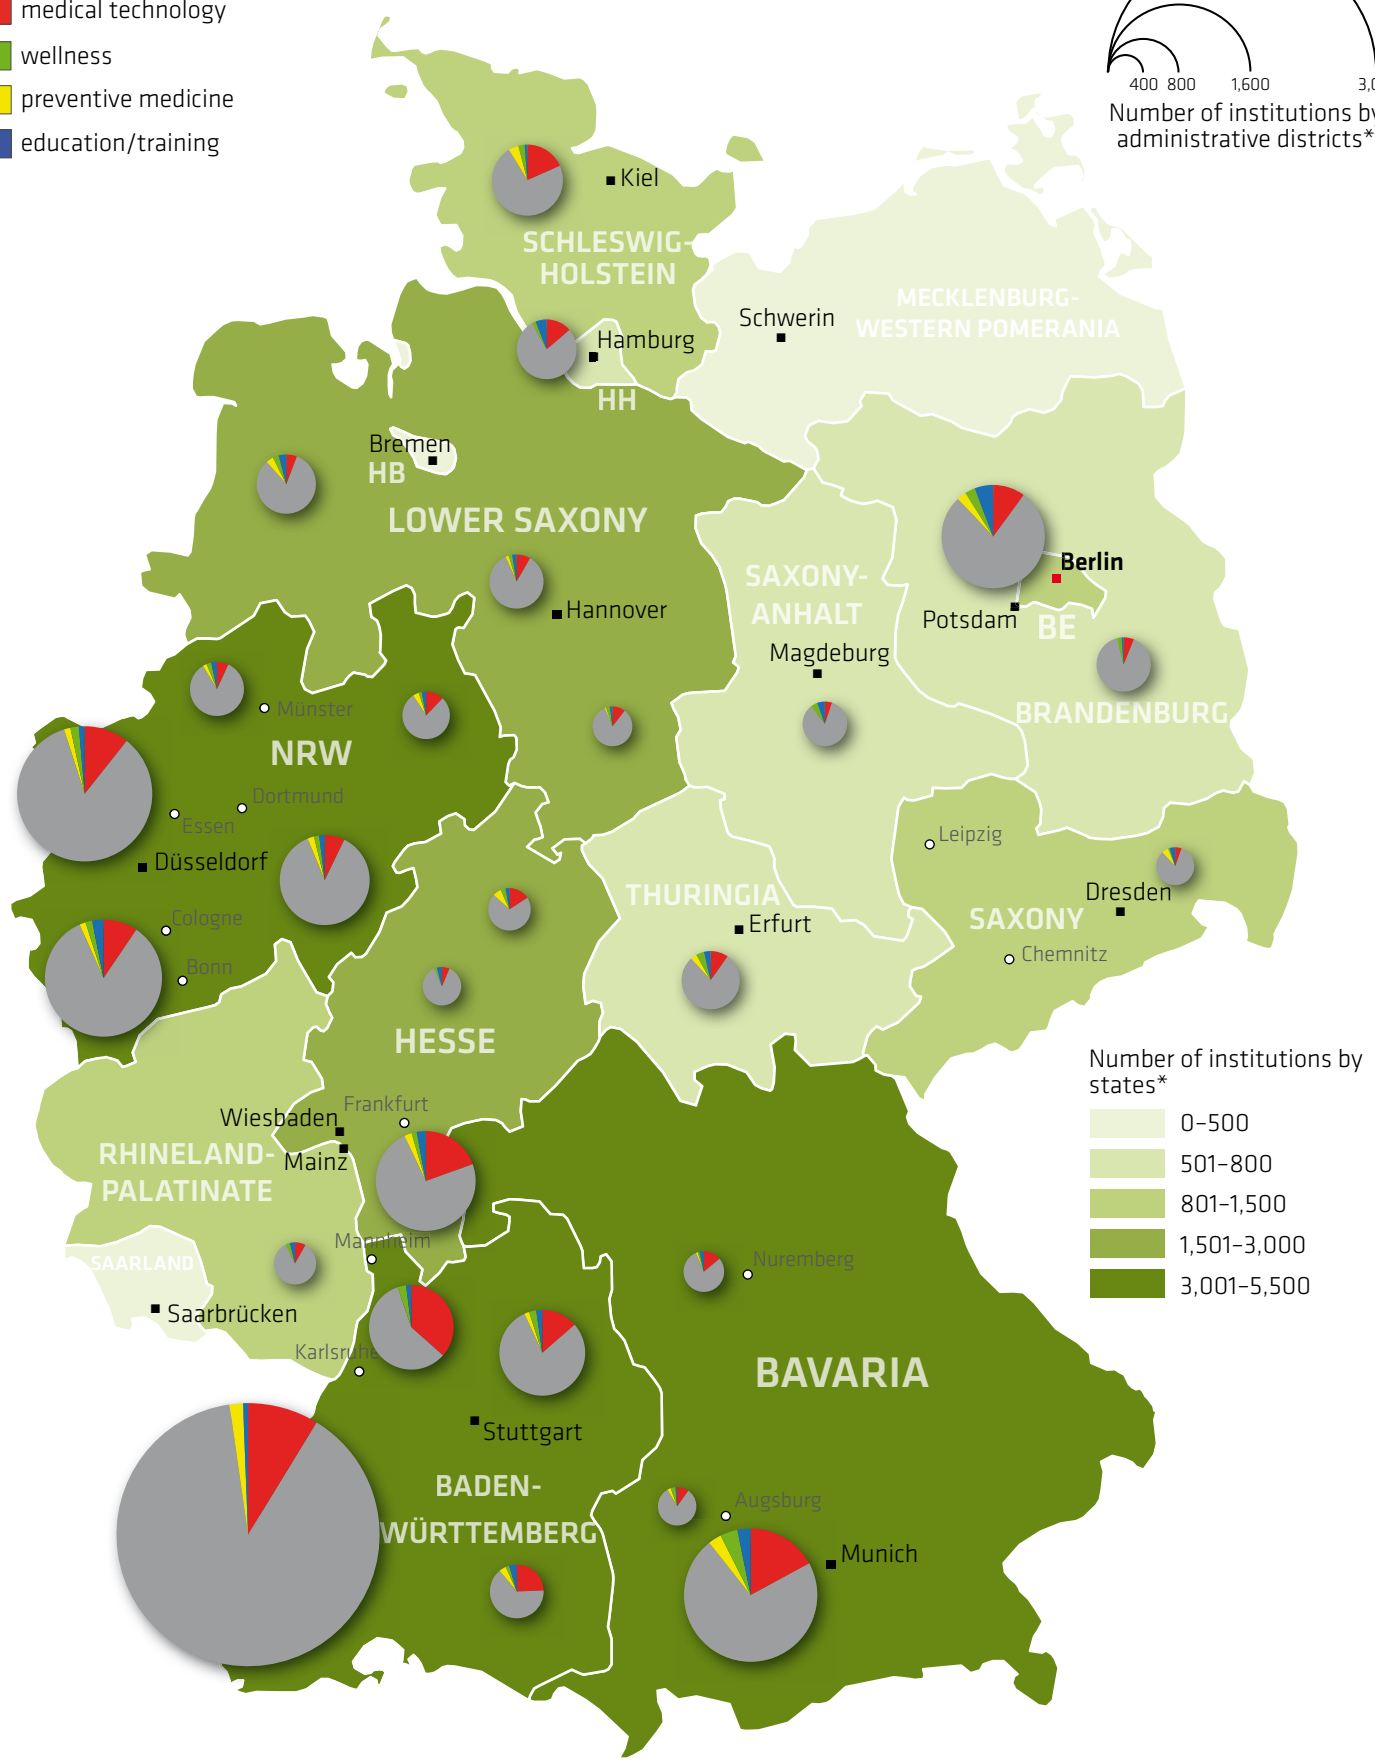 medical technology
wellness
preventive medicine
education/training
400 800 1,600
Number of institutions by
administrative districts*
Kiel
SCHLESWIG-
HOLSTEIN
MECKLENBURG-
WESTERN POMERANIA
Schwerin
Hamburg
HH
Bremen
HB
LOWER SAXONY
Hannover
SAXONY-
ANHALT
Magdeburg
Berlin
Potsdam
BE
BRANDENBURG
Münster
NRW
Dortmund
Essen
Düsseldorf
Cologne
Bonn
Leipzig
THURINGIA
Erfurt
Dresden
SAXONY
Chemnitz
HESSE
Number of institutions by
states*
0–500
501–800
801–1,500
1,501–3,000
3,001–5,500
Frankfurt
Wiesbaden
Mainz
RHINELAND-
PALATINATE
Mannheim
SAARLAND
Saarbrücken
Karlsruhe
Nuremberg
BAVARIA
Stuttgart
BADEN-
WÜRTTEMBERG
Augsburg
Munich